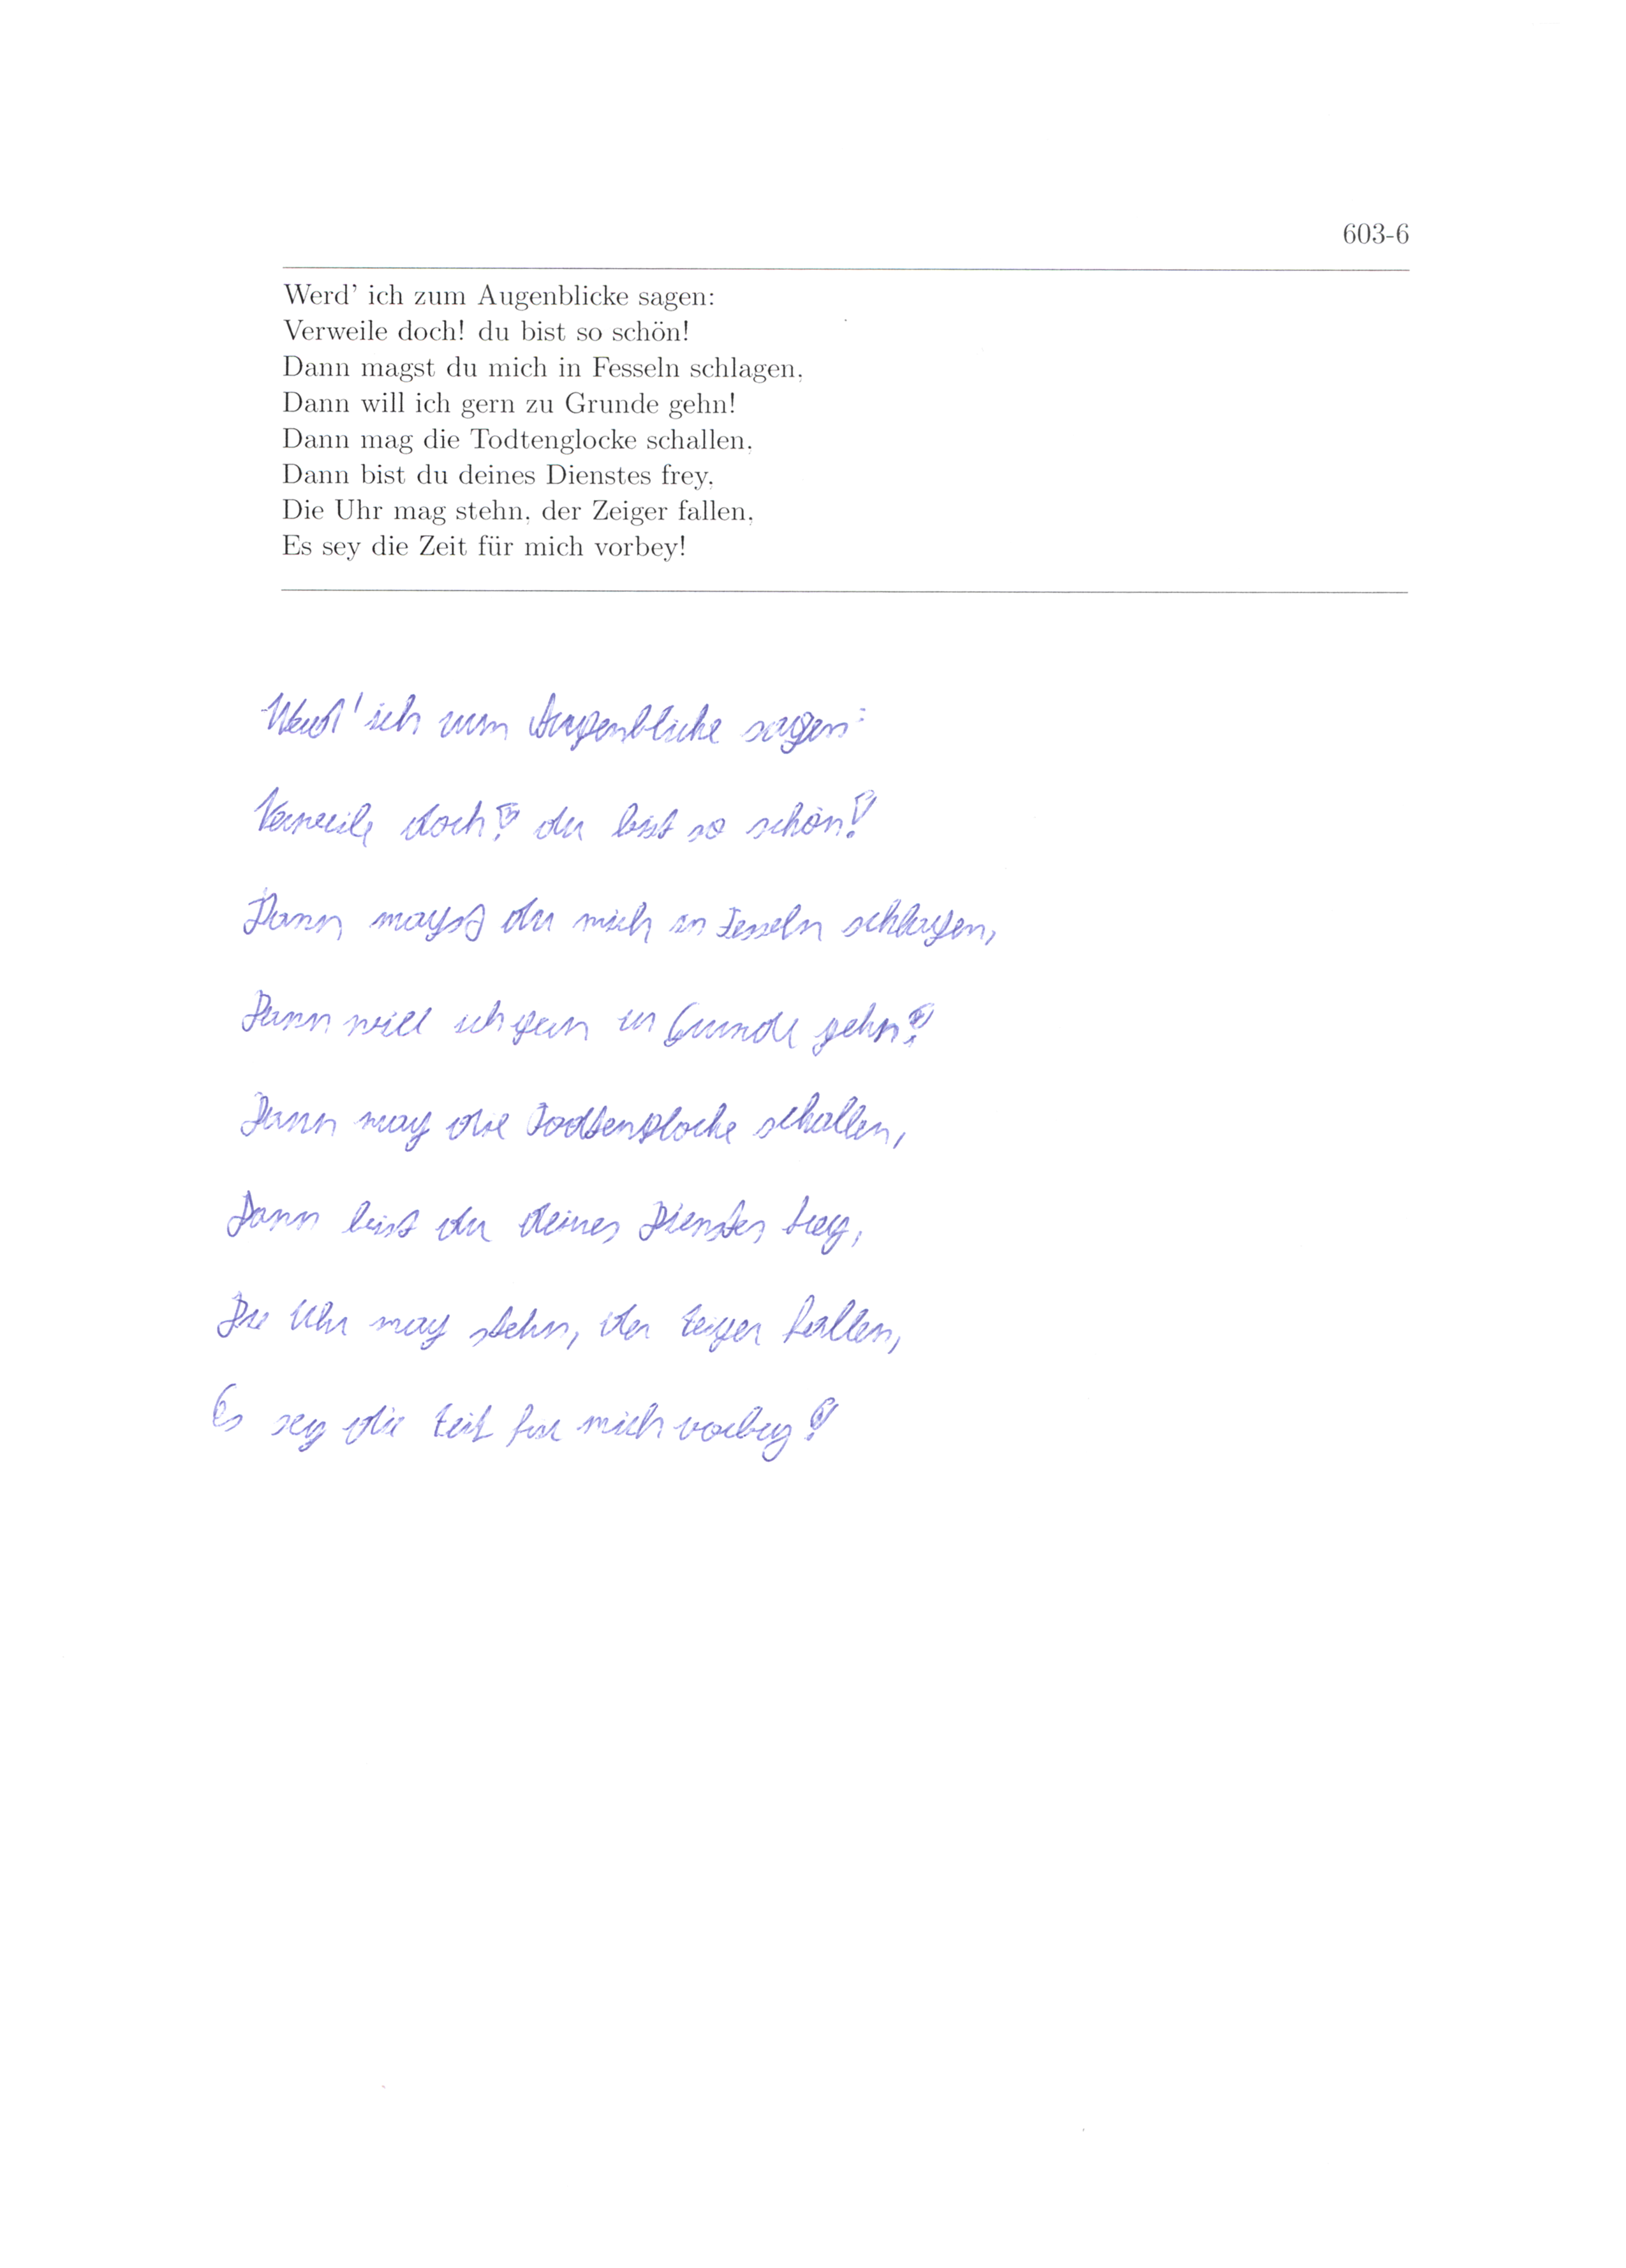 603-6
Werd' ich zum Augenblicke sagen:
Verweile doch! du bist so schön!
Dann magst du mich in Fesseln schlagen,
Dann will ich gern zu Grunde gehn!
Dann mag die Todtenglocke schallen,
Dann bist du deines Dienstes frey,
Die Uhr mag stehn, der Zeiger fallen,
Es sey die Zeit für mich vorbey!
Werd' ich zum Augenblicke sagen:
Verweile doch! du bist so schön!
Dann magst du mich in Fesseln schlagen,
Dann will ich gern zu Grunde gehn!
Dann mag die Todtenglocke schallen,
Dann bist du deines Dienstes frey,
Die Uhr mag stehn, der Zeiger fallen,
Es sey die Zeit für mich vorbey!